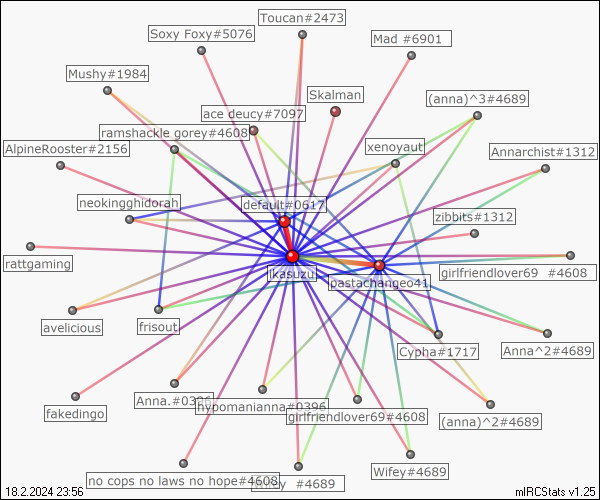 Toucan#2473
Soxy Foxy#5076
Mad #6901
Mushy#1984
(anna)^3#4689
Skalman
ace deucy#7097
ramshackle gorey#4608
AlpineRooster#2156
xenoyaut
Annarchist#1312
neokingghidorah
default#0617
zibbits#1312
rattgaming
ikasuzu
pastachangeo41
girlfriendlover69 #4608
avelicious
frisout
Cypha#1717
Anna^2#4689
fakedingo
Anna.#0326
hypomanianna#0396
girlfriendlover69#4608
(anna)^2#4689
no cops no laws no hope#4608
#4689
Wifey#4689
18.2.2024 23:56
mIRCStats v1.25